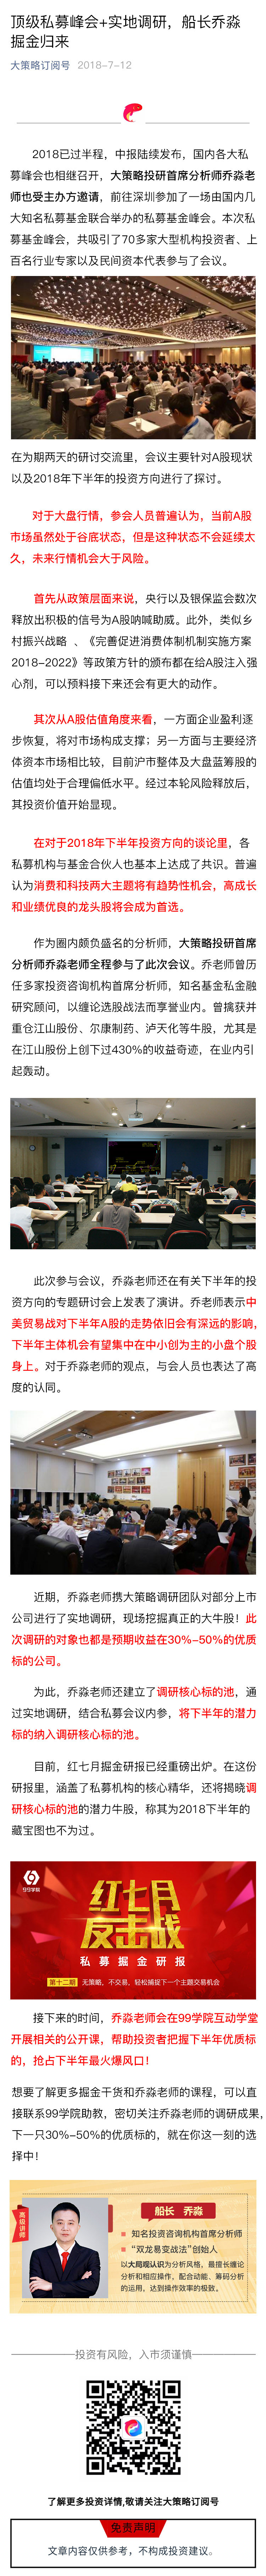 顶级私募峰会+实地调研，船长乔淼
掘金归来
大策略订阅号 2018-7-12
2018已过半程，中报陆续发布，国内各大私
募峰会也相继召开，大策略投研首席分析师乔淼老
师也受主办方邀请，前往深圳参加了一场由国内几
大知名私募基金联合举办的私募基金峰会。本次私
募基金峰会，共吸引了70多家大型机构投资者、上
百名行业专家以及民间资本代表参与了会议。
在为期两天的研讨交流里，会议主要针对A股现状
以及2018年下半年的投资方向进行了探讨。
对于大盘行情，参会人员普遍认为，当前A股
市场虽然处于谷底状态，但是这种状态不会延续太
久，未来行情机会大于风险。
首先从政策层面来说，央行以及银保监会数次
释放出积极的信号为A股呐喊助威。此外，类似乡
村振兴战略 、《完善促进消费体制机制实施方案
2018-2022》等政策方针的颁布都在给A股注入强
心剂，可以预料接下来还会有更大的动作。
其次从A股估值角度来看，一方面企业盈利逐
步恢复，将对市场构成支撑；另一方面与主要经济
体资本市场相比较，目前沪市整体及大盘蓝筹股的
估值均处于合理偏低水平。经过本轮风险释放后，
其投资价值开始显现。
在对于2018年下半年投资方向的谈论里，各
私募机构与基金合伙人也基本上达成了共识。普遍
认为消费和科技两大主题将有趋势性机会，高成长
和业绩优良的龙头股将会成为首选。
作为圈内颇负盛名的分析师，大策略投研首席
分析师乔淼老师全程参与了此次会议。乔老师曾历
任多家投资咨询机构首席分析师，知名基金私金融
研究顾问，以缠论选股战法而享誉业内。曾擒获并
重仓江山股份、尔康制药、泸天化等牛股，尤其是
在江山股份上创下过430%的收益奇迹，在业内引
起轰动。
此次参与会议，乔淼老师还在有关下半年的投
资方向的专题研讨会上发表了演讲。乔老师表示中
美贸易战对下半年A股的走势依旧会有深远的影响，
下半年主体机会有望集中在中小创为主的小盘个股
身上。对于乔淼老师的观点，与会人员也表达了高
度的认同。
近期，乔淼老师携大策略调研团队对部分上市
公司进行了实地调研，现场挖掘真正的大牛股！此
次调研的对象也都是预期收益在30%-50%的优质
标的公司。
为此，乔淼老师还建立了调研核心标的池，通
过实地调研，结合私募会议内参，将下半年的潜力
标的纳入调研核心标的池。
目前，红七月掘金研报已经重磅出炉。在这份
研报里，涵盖了私募机构的核心精华，还将揭晓调
研核心标的池的潜力牛股，称其为2018下半年的
藏宝图也不为过。
99学院
红七月
反击战
私募掘金研报
第十二期 无策略，不交易，轻松捕捉下一个主题交易机会
接下来的时间，乔淼老师会在99学院互动学堂
开展相关的公开课，帮助投资者把握下半年优质标
的，抢占下半年最火爆风口！
想要了解更多掘金干货和乔淼老师的课程，可以直
接联系99学院助教，密切关注乔淼老师的调研成果，
下一只30%-50%的优质标的，就在你这一刻的选
择中！
高级讲师
船长 乔淼
知名投资咨询机构首席分析师
“双龙易变战法”创始人
以大局观认识为分析风格，最擅长缠论
分析和相应操作，配合动能、筹码分析
的运用，达到操作效率的极致。
投资有风险，入市须谨慎
了解更多投资详情,敬请关注大策略订阅号
免责声明
文章内容仅供参考，不构成投资建议。